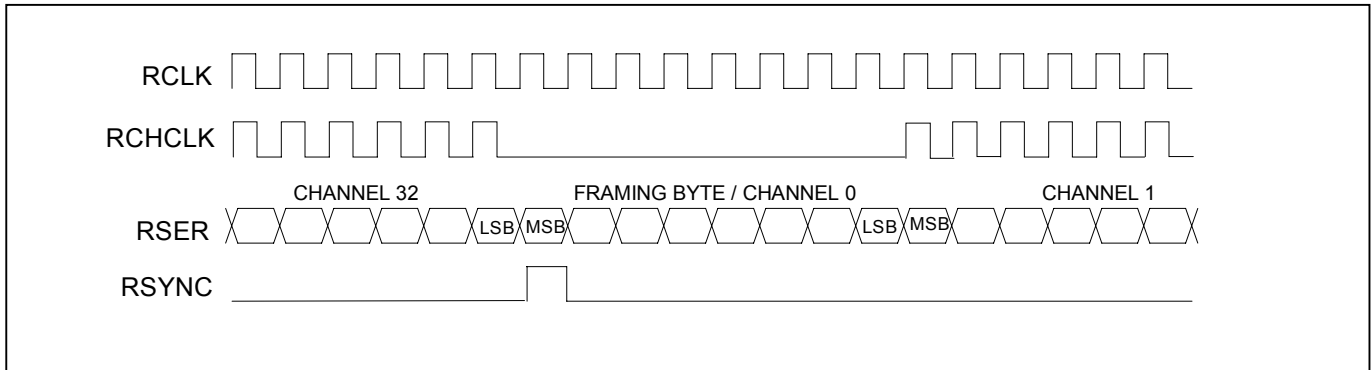 RCLK
RCHCLK
CHANNEL 32 FRAMING BYTE / CHANNEL 0 CHANNEL 1
RSER LSB MSB LSB MSB
RSYNC